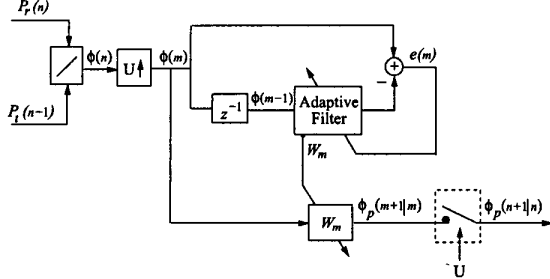 P_r(n)
ϕ(n)
U↑
ϕ(m)
e(m)
+
−
P_t(n−1)
z⁻¹
ϕ(m−1)
Adaptive
Filter
W_m
W_m
ϕ_p(m+1|m)
ϕ_p(n+1|n)
U